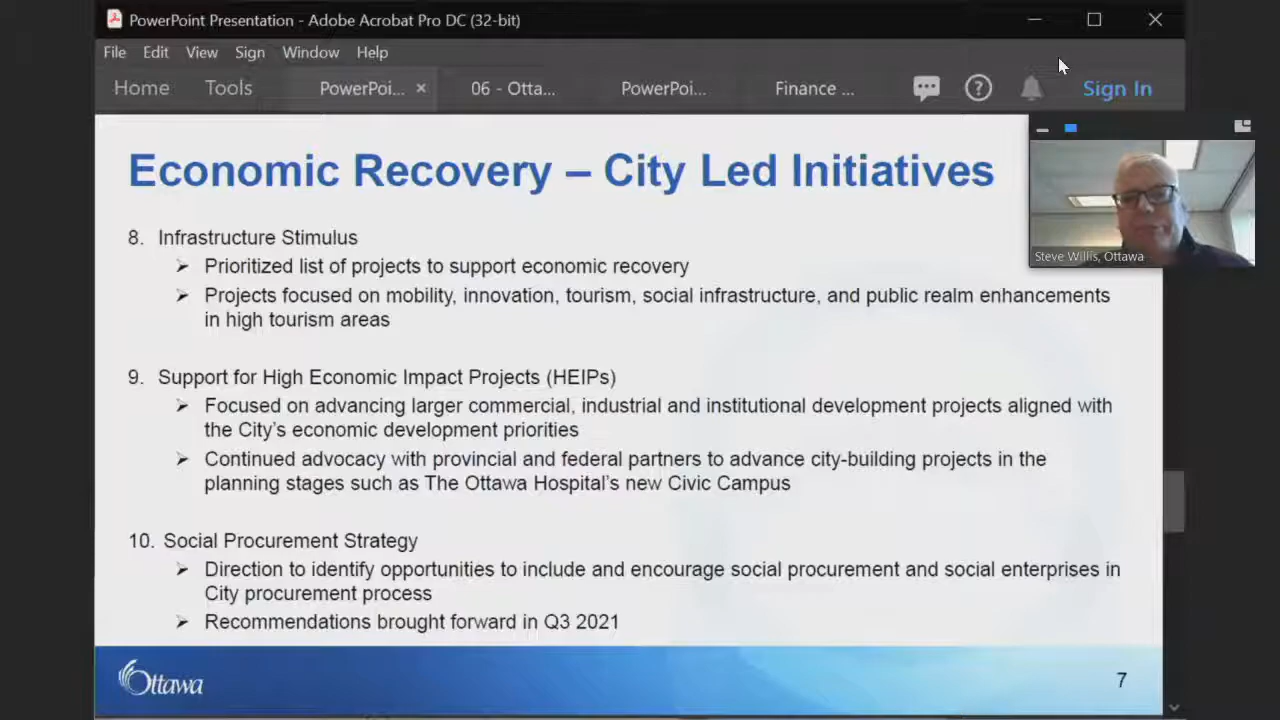 PowerPoint Presentation - Adobe Acrobat Pro DC (32-bit)
File Edit View Sign Window Help
Home Tools PowerPoi... × 06 - Otta... PowerPoi... Finance ... Sign In
Economic Recovery – City Led Initiatives
Steve Willis, Ottawa
8. Infrastructure Stimulus
➢ Prioritized list of projects to support economic recovery
➢ Projects focused on mobility, innovation, tourism, social infrastructure, and public realm enhancements
in high tourism areas
9. Support for High Economic Impact Projects (HEIPs)
➢ Focused on advancing larger commercial, industrial and institutional development projects aligned with
the City's economic development priorities
➢ Continued advocacy with provincial and federal partners to advance city-building projects in the
planning stages such as The Ottawa Hospital's new Civic Campus
10. Social Procurement Strategy
➢ Direction to identify opportunities to include and encourage social procurement and social enterprises in
City procurement process
➢ Recommendations brought forward in Q3 2021
Ottawa
7